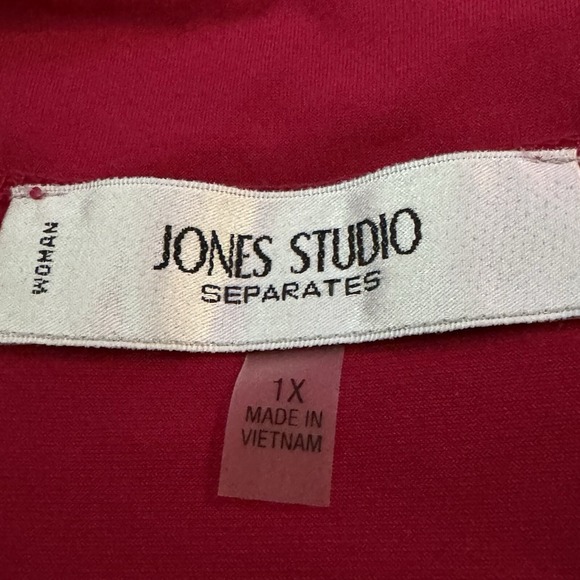 WOMAN
JONES STUDIO
SEPARATES
1X
MADE IN
VIETNAM